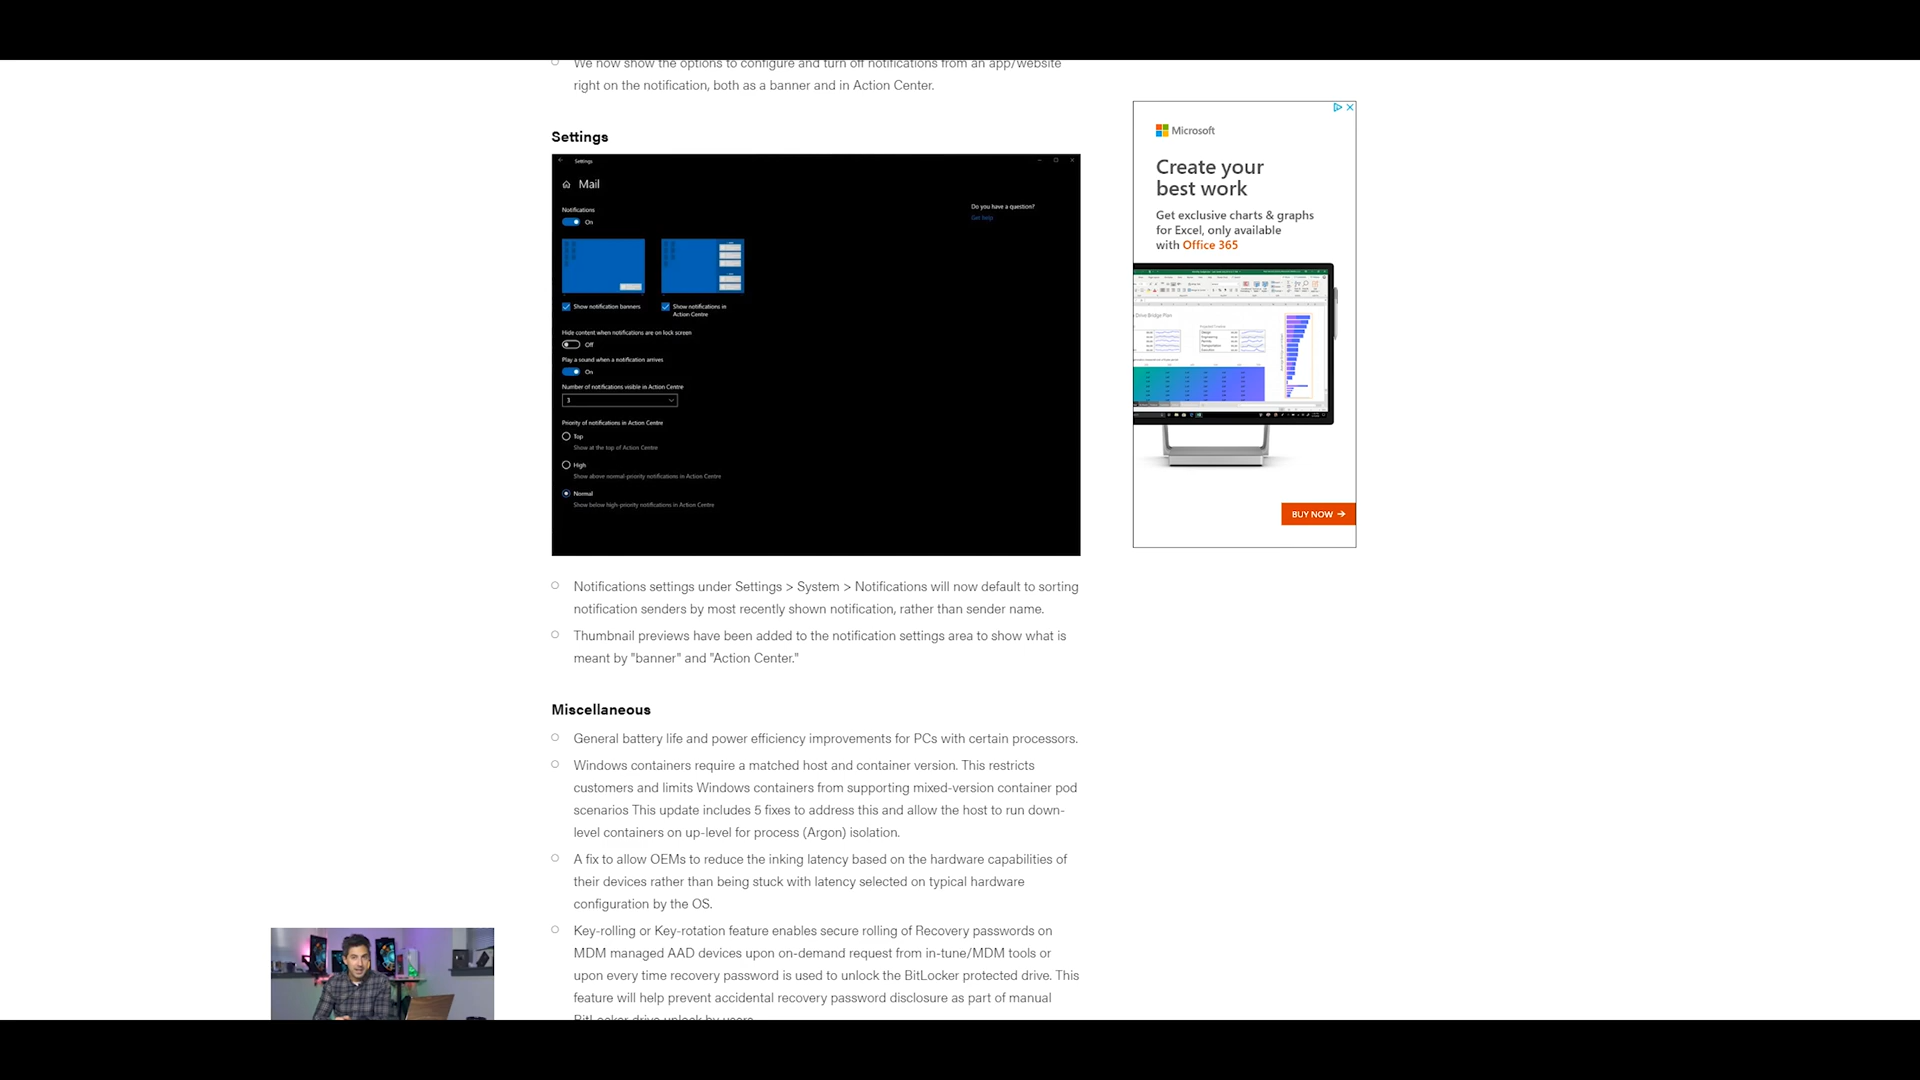 We now show the options to configure and turn off notifications from an app/website
right on the notification, both as a banner and in Action Center.
Settings
Settings
Mail
Notifications
On
Show notification banners
Show notifications in
Action Centre
Hide content when notifications are on lock screen
Off
Play a sound when a notification arrives
On
Number of notifications visible in Action Centre
3
Priority of notifications in Action Centre
Top
Show at the top of Action Centre
High
Show above normal-priority notifications in Action Centre
Normal
Show below high-priority notifications in Action Centre
Do you have a question?
Get help
Notifications settings under Settings > System > Notifications will now default to sorting
notification senders by most recently shown notification, rather than sender name.
Thumbnail previews have been added to the notification settings area to show what is
meant by "banner" and "Action Center."
Miscellaneous
General battery life and power efficiency improvements for PCs with certain processors.
Windows containers require a matched host and container version. This restricts
customers and limits Windows containers from supporting mixed-version container pod
scenarios This update includes 5 fixes to address this and allow the host to run down-
level containers on up-level for process (Argon) isolation.
A fix to allow OEMs to reduce the inking latency based on the hardware capabilities of
their devices rather than being stuck with latency selected on typical hardware
configuration by the OS.
Key-rolling or Key-rotation feature enables secure rolling of Recovery passwords on
MDM managed AAD devices upon on-demand request from in-tune/MDM tools or
upon every time recovery password is used to unlock the BitLocker protected drive. This
feature will help prevent accidental recovery password disclosure as part of manual
BitLocker drive unlock by users.
Microsoft
Create your
best work
Get exclusive charts & graphs
for Excel, only available
with Office 365
BUY NOW